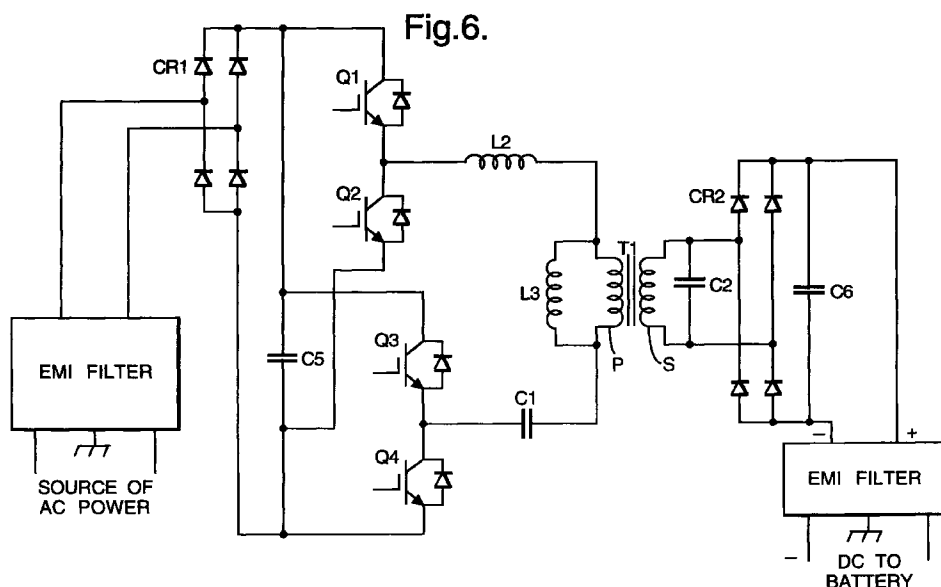 Fig.6.
CR1
Q1
L2
Q2
CR2
T1
L3
C2
C6
P
S
Q3
C5
C1
EMI FILTER
Q4
SOURCE OF
AC POWER
− +
EMI FILTER
−
DC TO
BATTERY